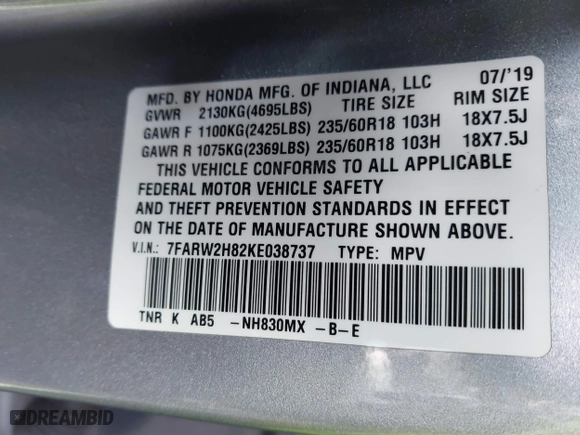 MFD. BY HONDA MFG. OF INDIANA, LLC 07/'19
GVWR 2130KG(4695LBS) TIRE SIZE RIM SIZE
GAWR F 1100KG(2425LBS) 235/60R18 103H 18X7.5J
GAWR R 1075KG(2369LBS) 235/60R18 103H 18X7.5J
THIS VEHICLE CONFORMS TO ALL APPLICABLE
FEDERAL MOTOR VEHICLE SAFETY
AND THEFT PREVENTION STANDARDS IN EFFECT
ON THE DATE OF MANUFACTURE SHOWN ABOVE.
V.I.N.: 7FARW2H82KE038737 TYPE: MPV
TNR K AB5 -NH830MX -B-E
DREAMBID